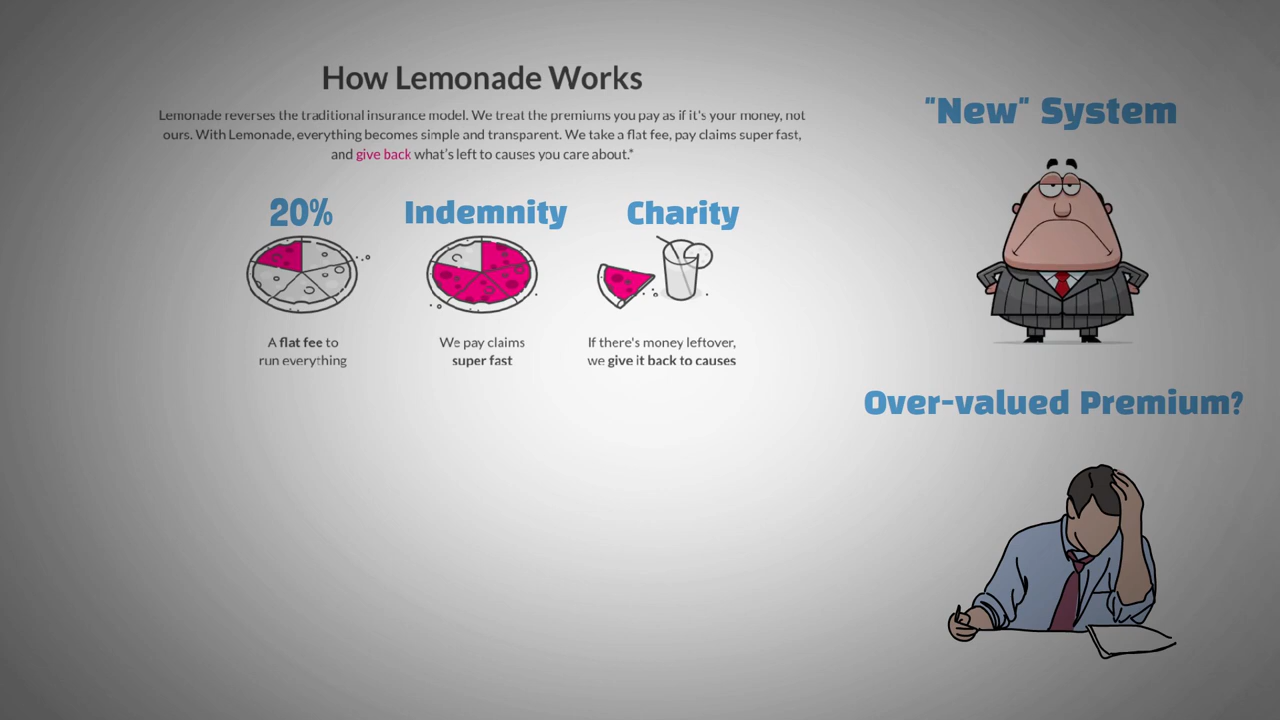 How Lemonade Works
Lemonade reverses the traditional insurance model. We treat the premiums you pay as if it's your money, not
ours. With Lemonade, everything becomes simple and transparent. We take a flat fee, pay claims super fast,
and give back what's left to causes you care about.*
20%
Indemnity
Charity
A flat fee to
run everything
We pay claims
super fast
If there's money leftover,
we give it back to causes
"New" System
Over-valued Premium?